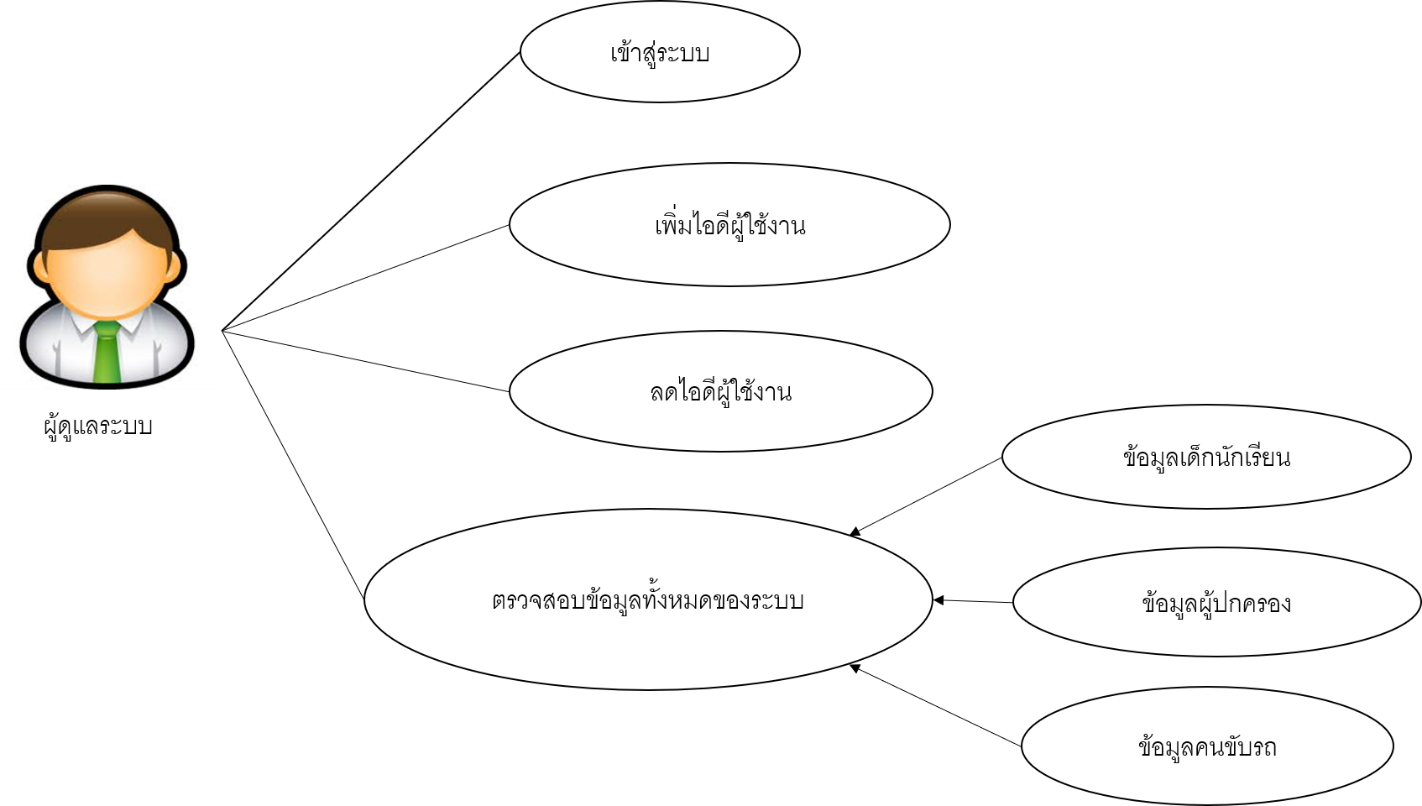 เข้าสู่ระบบ
เพิ่มไอดีผู้ใช้งาน
ลดไอดีผู้ใช้งาน
ผู้ดูแลระบบ
ข้อมูลเด็กนักเรียน
ตรวจสอบข้อมูลทั้งหมดของระบบ
ข้อมูลผู้ปกครอง
ข้อมูลคนขับรถ